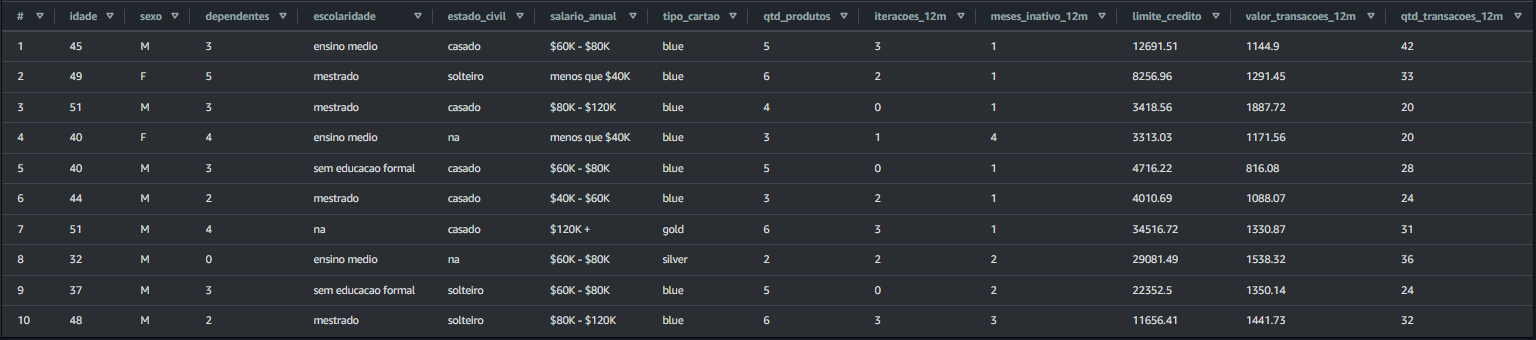 # idade sexo dependentes escolaridade estado_civil salario_anual tipo_cartao qtd_produtos iteracoes_12m meses_inativo_12m limite_credito valor_transacoes_12m qtd_transacoes_12m
1 45 M 3 ensino medio casado $60K - $80K blue 5 3 1 12691.51 1144.9 42
2 49 F 5 mestrado solteiro menos que $40K blue 6 2 1 8256.96 1291.45 33
3 51 M 3 mestrado casado $80K - $120K blue 4 0 1 3418.56 1887.72 20
4 40 F 4 ensino medio na menos que $40K blue 3 1 4 3313.03 1171.56 20
5 40 M 3 sem educacao formal casado $60K - $80K blue 5 0 1 4716.22 816.08 28
6 44 M 2 mestrado casado $40K - $60K blue 3 2 1 4010.69 1088.07 24
7 51 M 4 na casado $120K + gold 6 3 1 34516.72 1330.87 31
8 32 M 0 ensino medio na $60K - $80K silver 2 2 2 29081.49 1538.32 36
9 37 M 3 sem educacao formal solteiro $60K - $80K blue 5 0 2 22352.5 1350.14 24
10 48 M 2 mestrado solteiro $80K - $120K blue 6 3 3 11656.41 1441.73 32